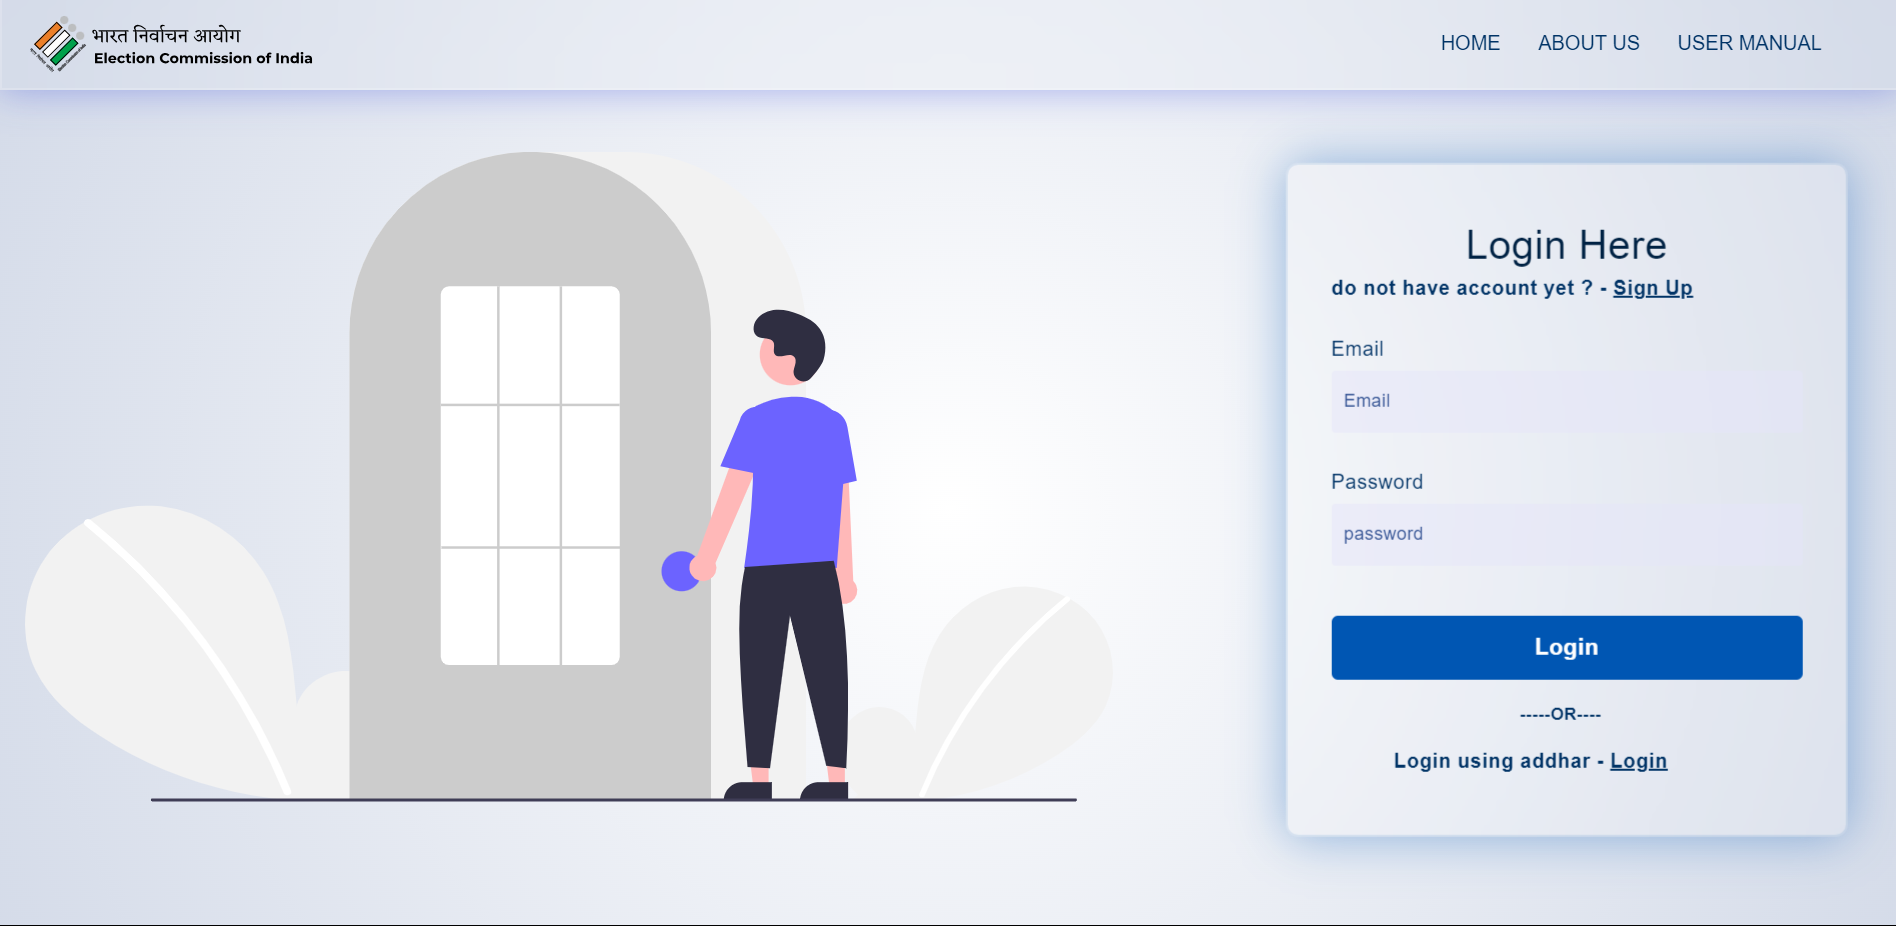 भारत निर्वाचन आयोग
Election Commission of India
HOME ABOUT US USER MANUAL
Login Here
do not have account yet ? - Sign Up
Email
Email
Password
password
Login
-----OR----
Login using addhar - Login